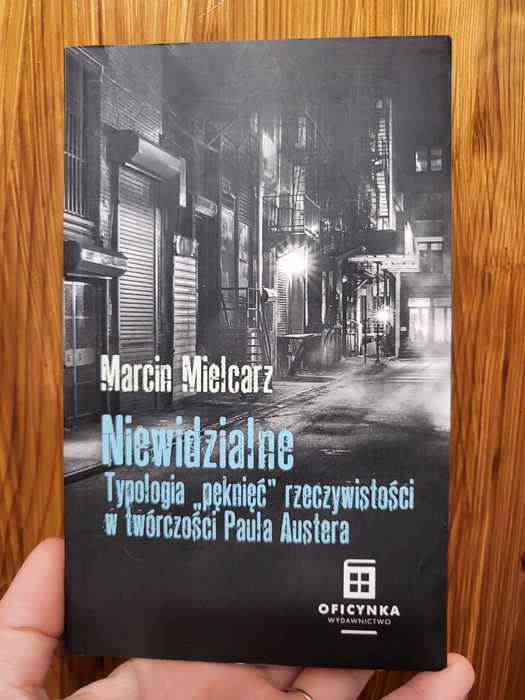 Marcin Mielcarz
Niewidzialne
Typologia „pęknięć” rzeczywistości
w twórczości Paula Austera
OFICYNKA
WYDAWNICTWO